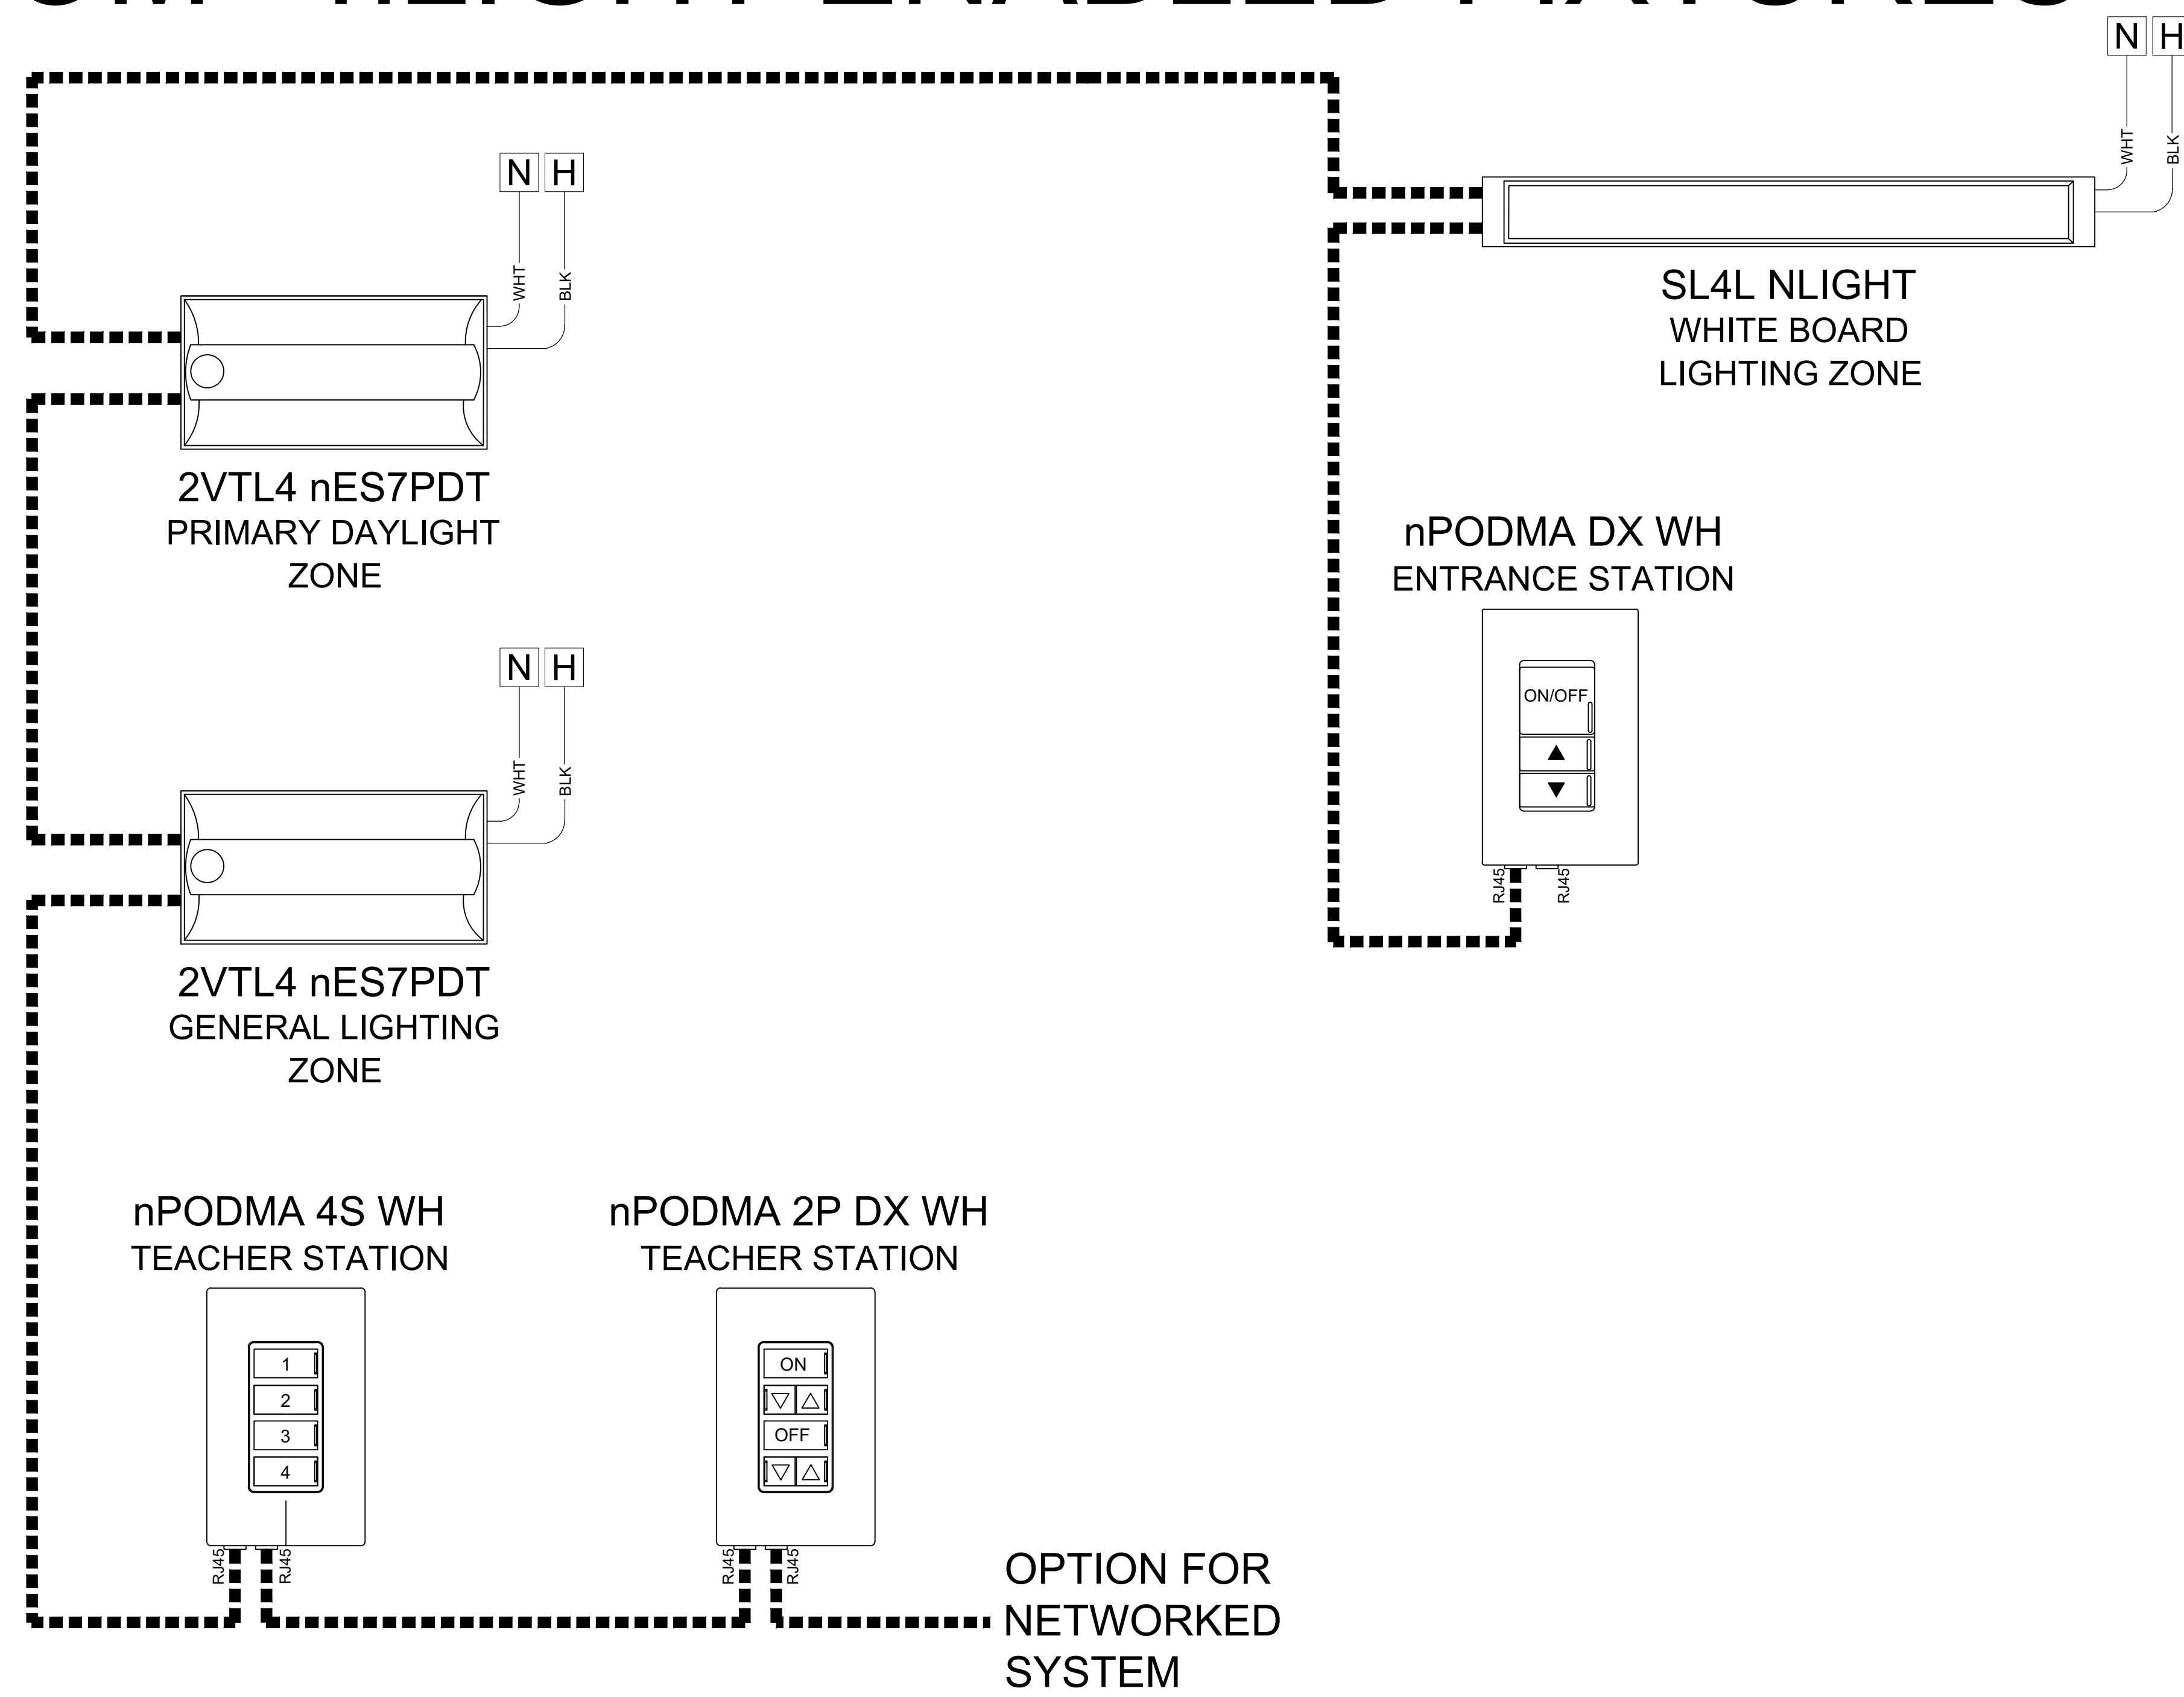 N H
WHT
BLK
N H
WHT
BLK
SL4L NLIGHT
WHITE BOARD
LIGHTING ZONE
2VTL4 nES7PDT
PRIMARY DAYLIGHT
ZONE
nPODMA DX WH
ENTRANCE STATION
ON/OFF
RJ45
RJ45
N H
WHT
BLK
2VTL4 nES7PDT
GENERAL LIGHTING
ZONE
nPODMA 4S WH
TEACHER STATION
1
2
3
4
RJ45
RJ45
nPODMA 2P DX WH
TEACHER STATION
ON
OFF
RJ45
RJ45
OPTION FOR
NETWORKED
SYSTEM